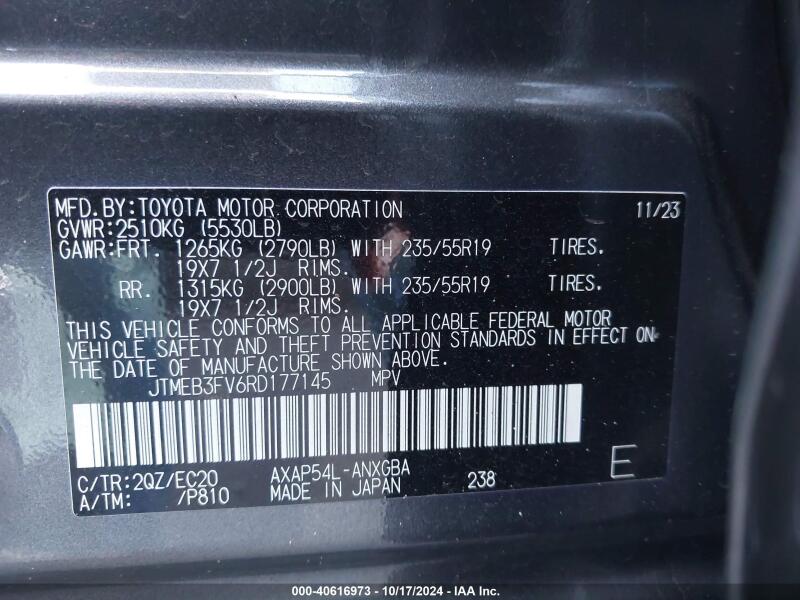 MFD.BY:TOYOTA MOTOR CORPORATION 11/23
GVWR:2510KG (5530LB)
GAWR:FRT. 1265KG (2790LB) WITH 235/55R19 TIRES.
19X7 1/2J RIMS.
RR. 1315KG (2900LB) WITH 235/55R19 TIRES.
19X7 1/2J RIMS.
THIS VEHICLE CONFORMS TO ALL APPLICABLE FEDERAL MOTOR
VEHICLE SAFETY AND THEFT PREVENTION STANDARDS IN EFFECT ON
THE DATE OF MANUFACTURE SHOWN ABOVE.
JTMEB3FV6RD177145 MPV
C/TR:2QZ/EC20 AXAP54L-ANXGBA
A/TM: /P810 MADE IN JAPAN 238 E
000-40616973 - 10/17/2024 - IAA Inc.